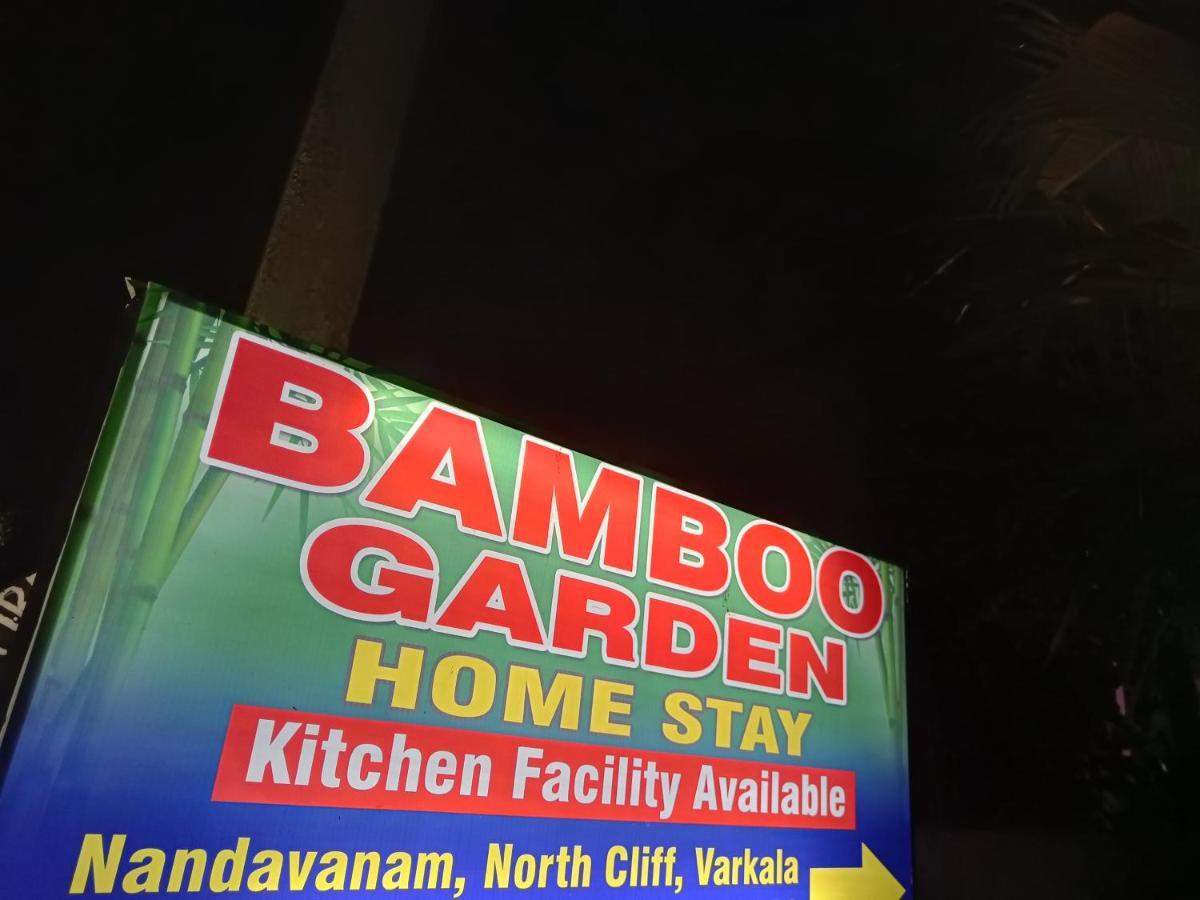 BAMBOO
GARDEN
HOME STAY
Kitchen Facility Available
Nandavanam, North Cliff, Varkala